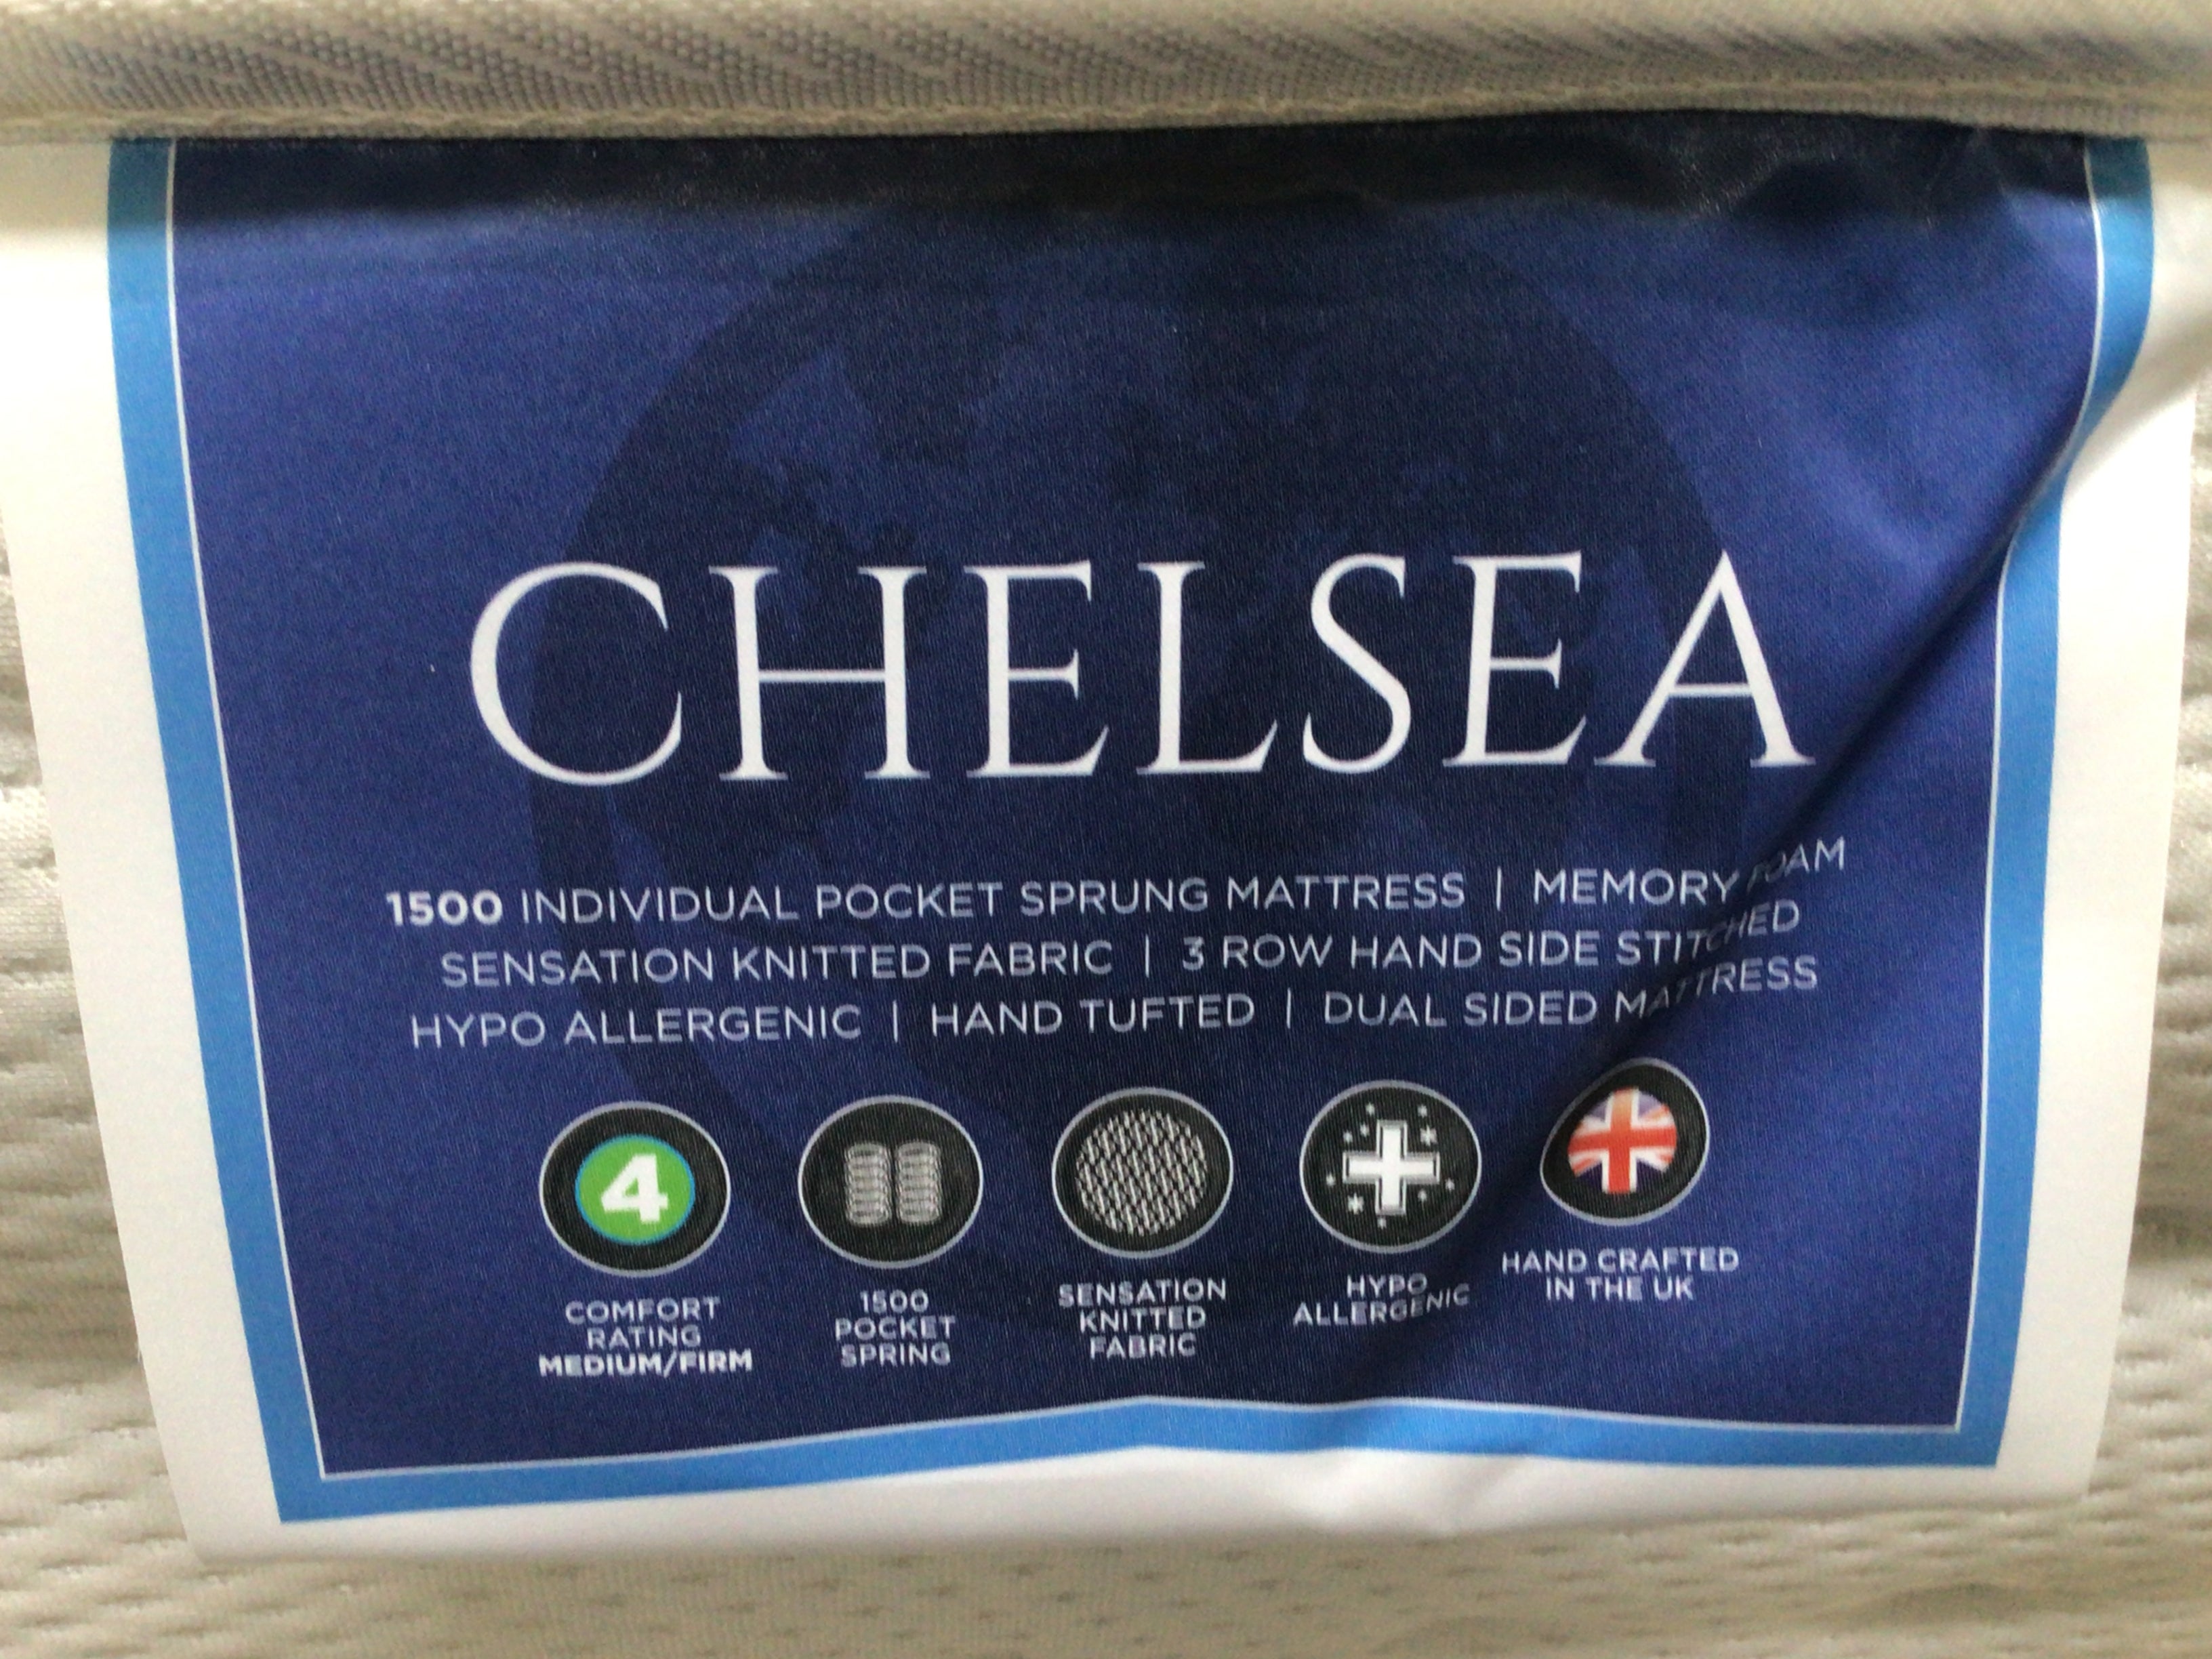 CHELSEA
1500 INDIVIDUAL POCKET SPRUNG MATTRESS | MEMORY FOAM
SENSATION KNITTED FABRIC | 3 ROW HAND SIDE STITCHED
HYPO ALLERGENIC | HAND TUFTED | DUAL SIDED MATTRESS
4
COMFORT
RATING
MEDIUM/FIRM
1500
POCKET
SPRING
SENSATION
KNITTED
FABRIC
HYPO
ALLERGENIC
HAND CRAFTED
IN THE UK